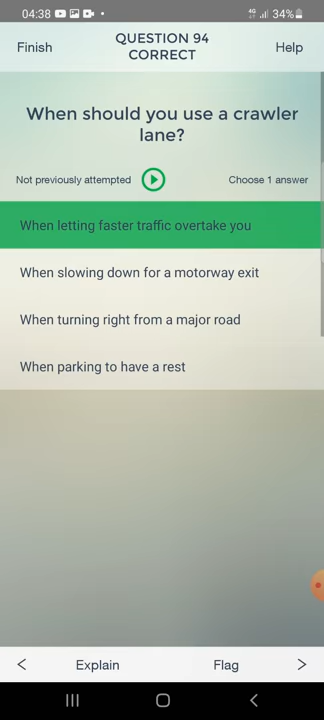 04:38 4G 34%
QUESTION 94
Finish Help
CORRECT
When should you use a crawler
lane?
Not previously attempted Choose 1 answer
When letting faster traffic overtake you
When slowing down for a motorway exit
When turning right from a major road
When parking to have a rest
Explain Flag